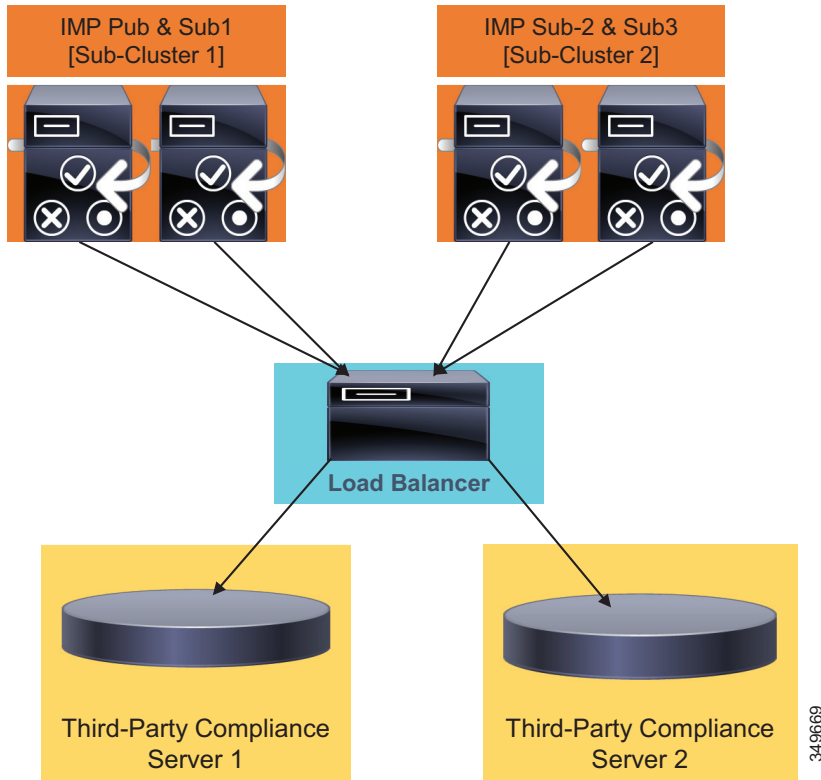 IMP Pub & Sub1
[Sub-Cluster 1]
IMP Sub-2 & Sub3
[Sub-Cluster 2]
Load Balancer
Third-Party Compliance
Server 1
Third-Party Compliance
Server 2
349669